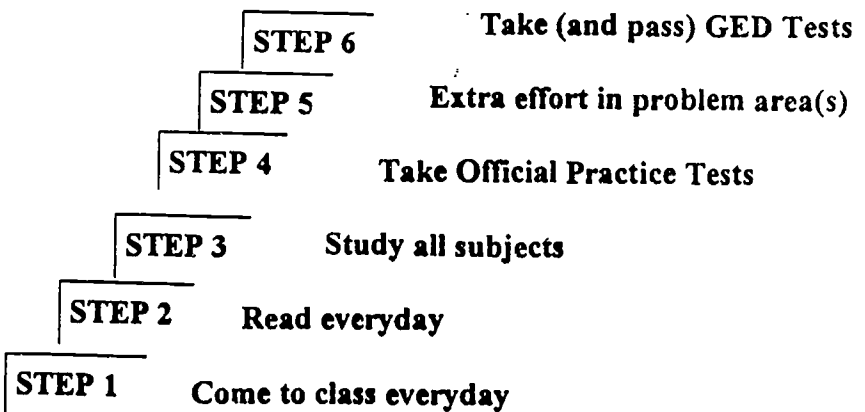 STEP 6 Take (and pass) GED Tests
STEP 5 Extra effort in problem area(s)
STEP 4 Take Official Practice Tests
STEP 3 Study all subjects
STEP 2 Read everyday
STEP 1 Come to class everyday